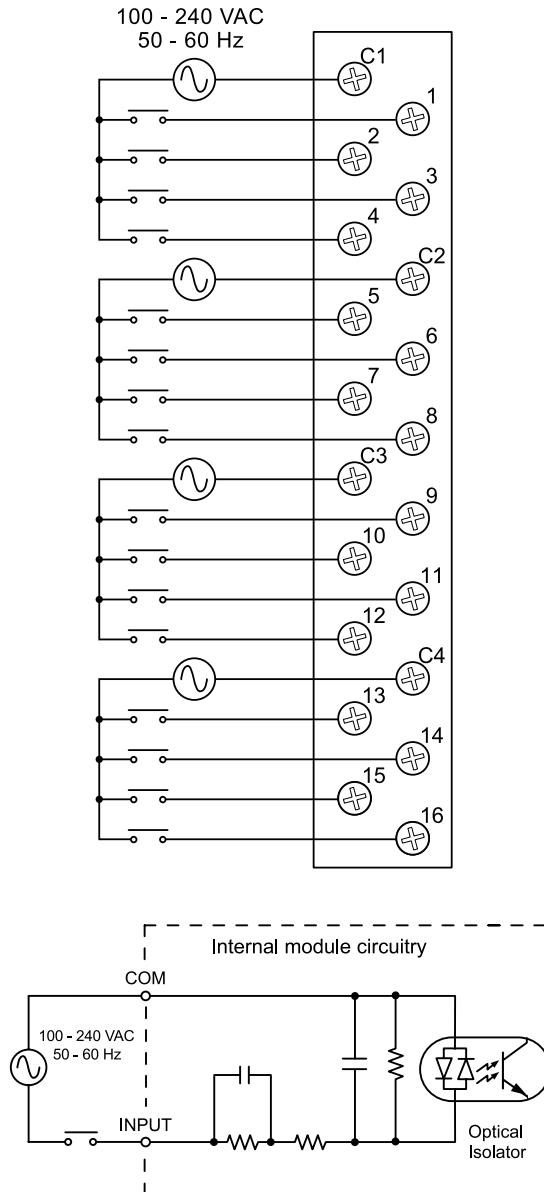 100 - 240 VAC
50 - 60 Hz
C1
1
2
3
4
C2
5
6
7
8
C3
9
10
11
12
C4
13
14
15
16
Internal module circuitry
COM
100 - 240 VAC
50 - 60 Hz
INPUT
Optical
Isolator